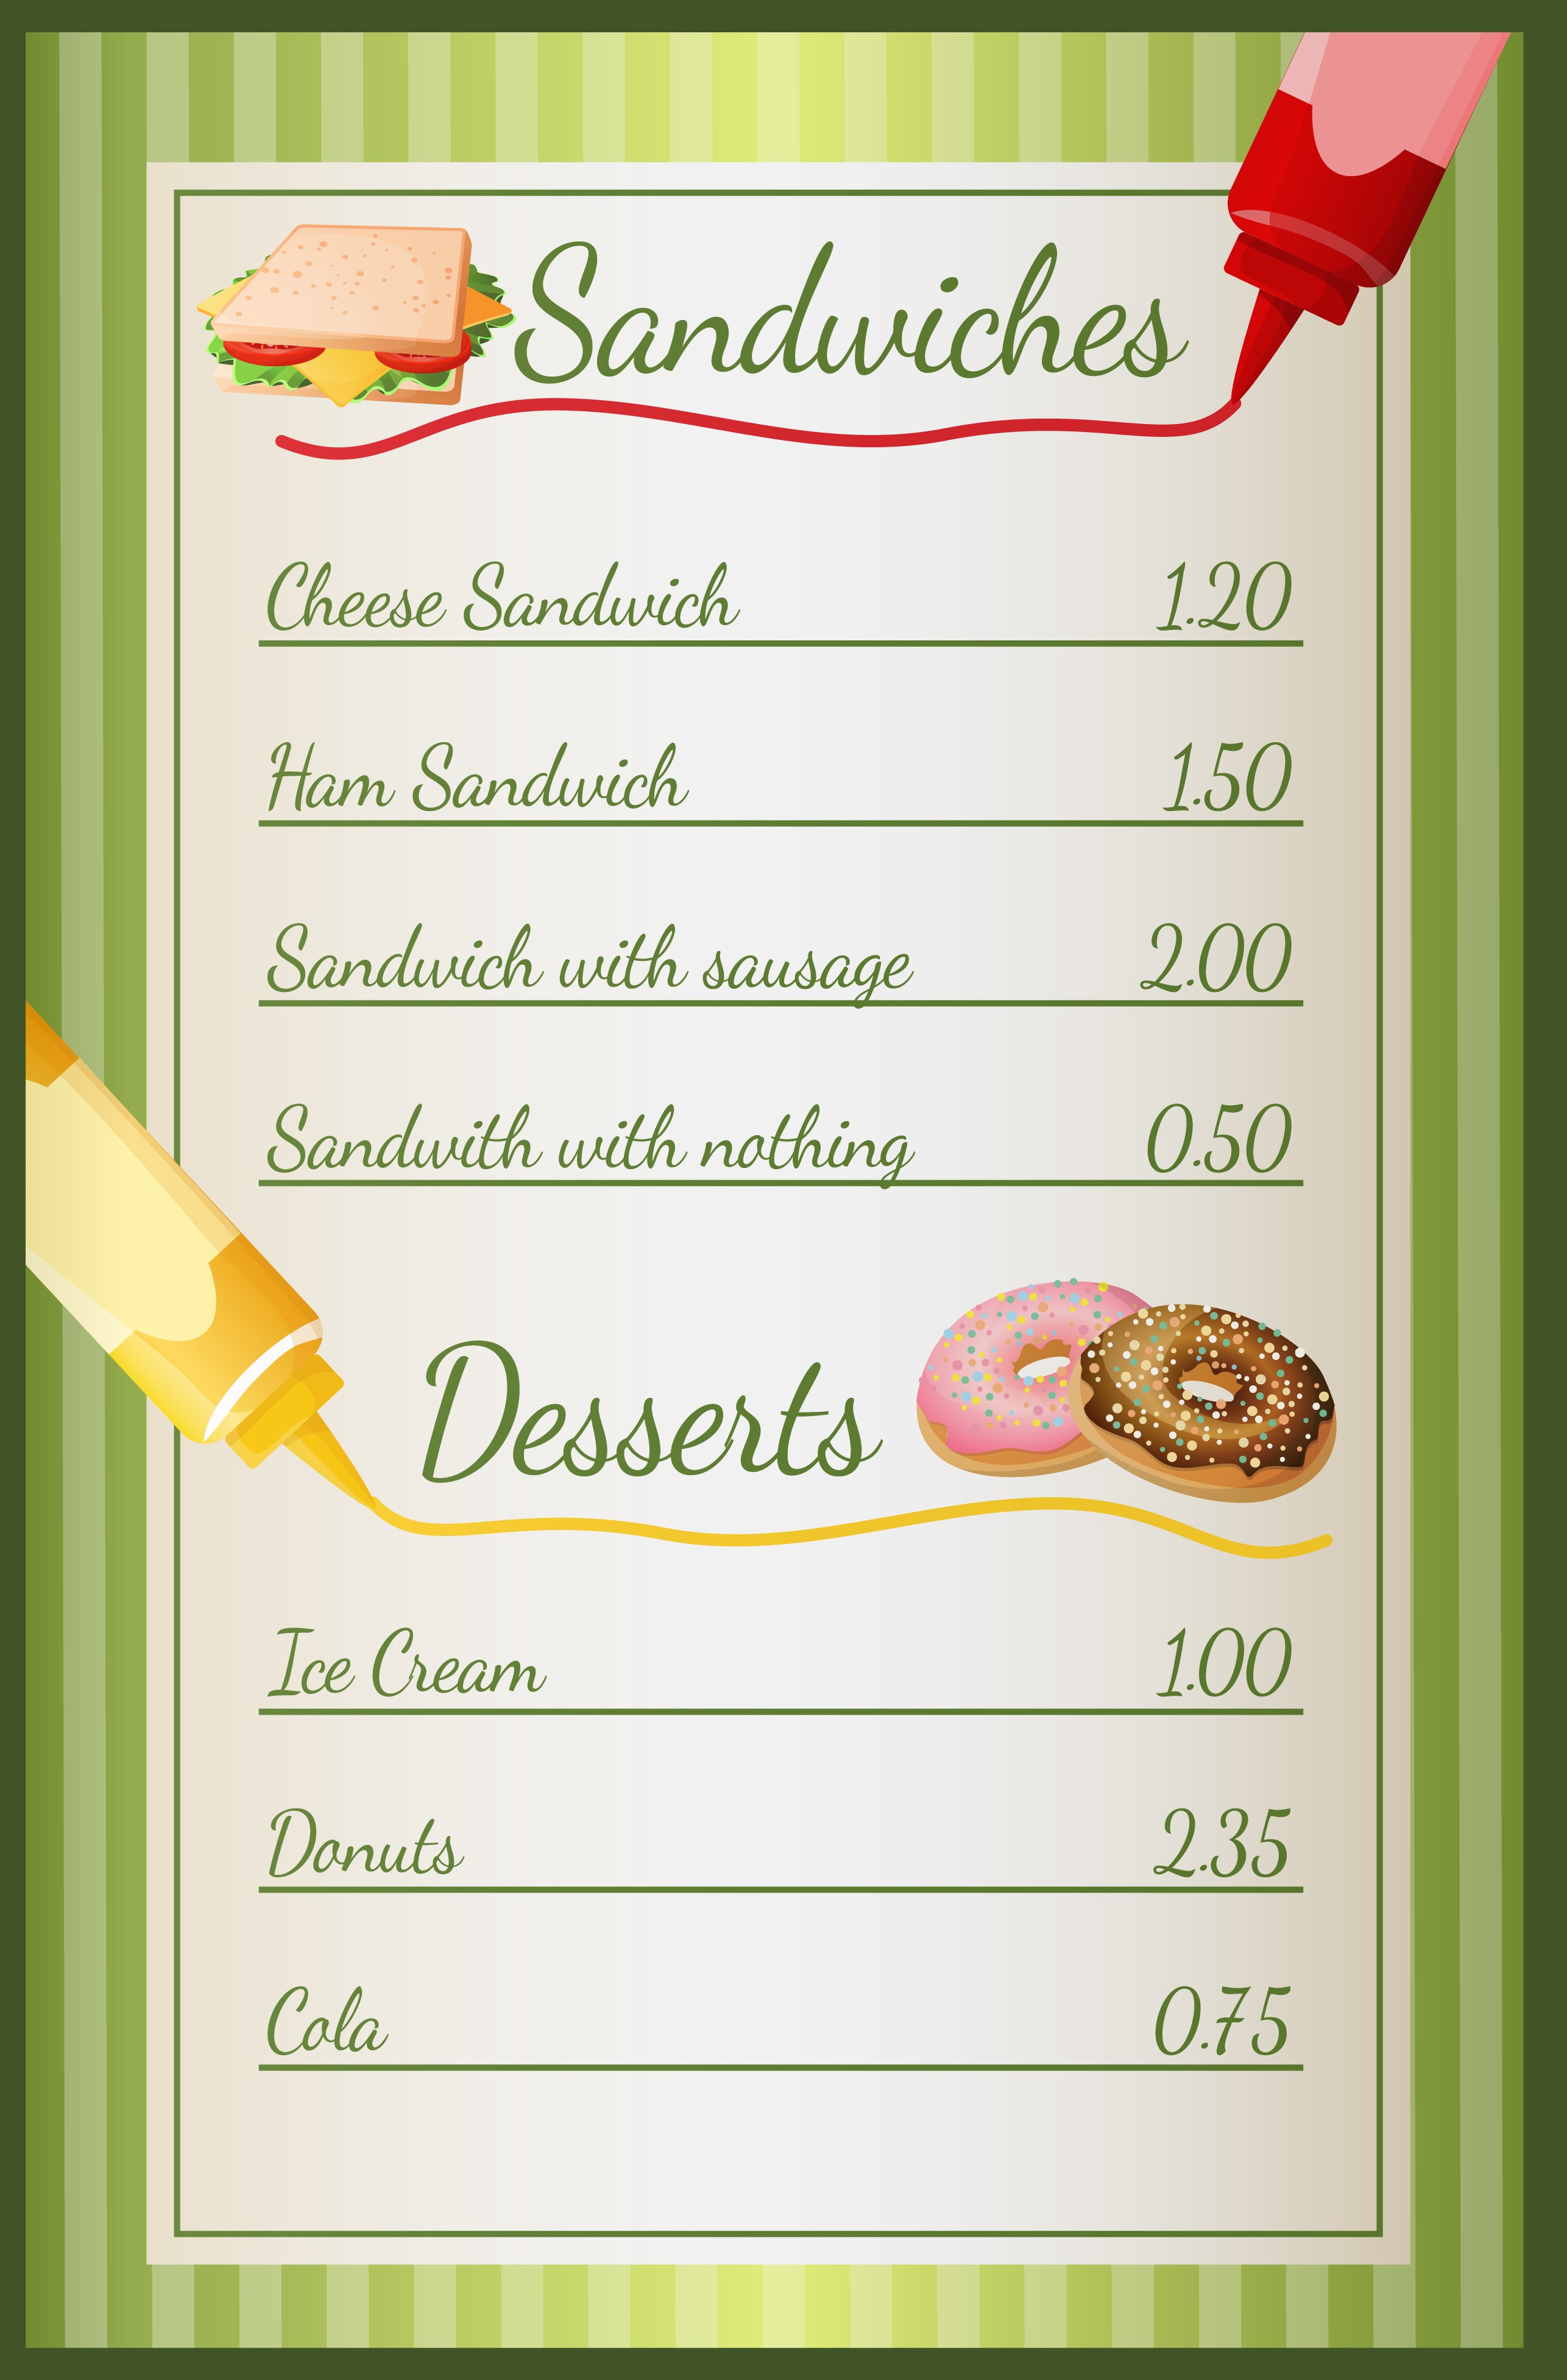 Sandwiches
Cheese Sandwich 1.20
Ham Sandwich 1.50
Sandwich with sausage 2.00
Sandwith with nothing 0.50
Desserts
Ice Cream 1.00
Donuts 2.35
Cola 0.75